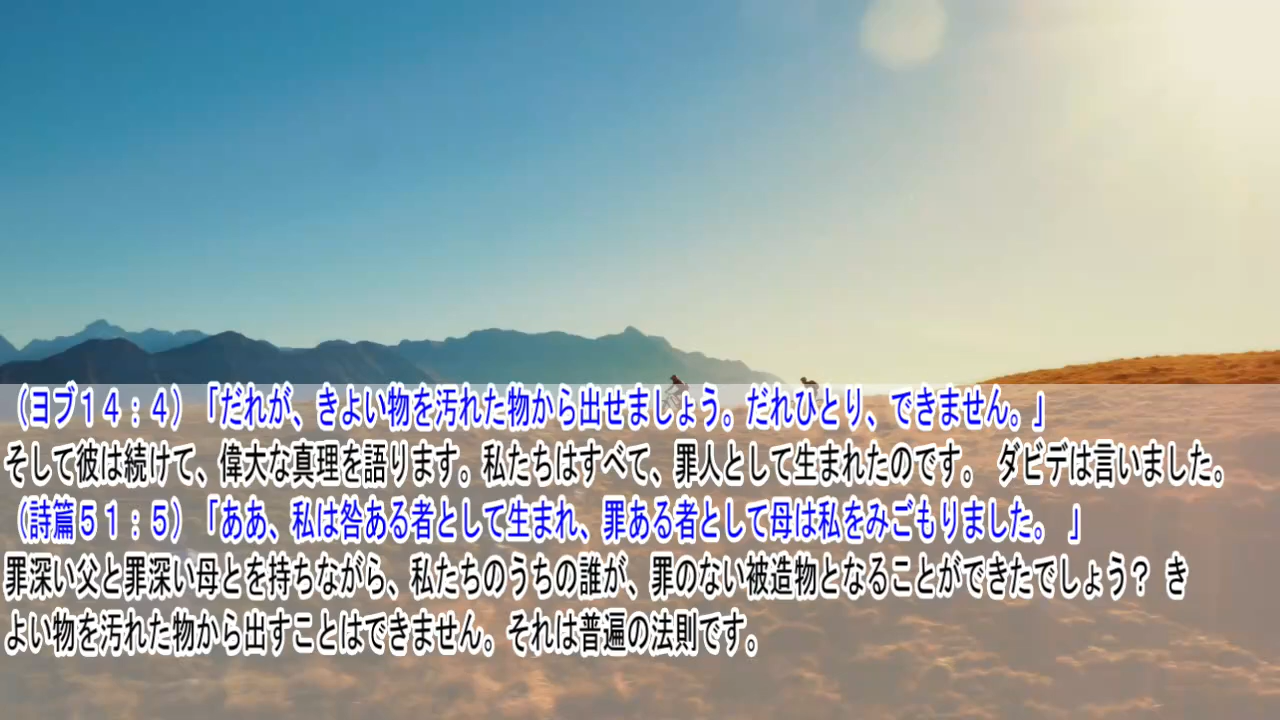 （ヨブ１４：４）「だれが、きよい物を汚れた物から出せましょう。だれひとり、できません。」
そして彼は続けて、偉大な真理を語ります。私たちはすべて、罪人として生まれたのです。 ダビデは言いました。
（詩篇５１：５）「ああ、私は咎ある者として生まれ、罪ある者として母は私をみごもりました。 」
罪深い父と罪深い母とを持ちながら、私たちのうちの誰が、罪のない被造物となることができたでしょう？ き
よい物を汚れた物から出すことはできません。それは普遍の法則です。